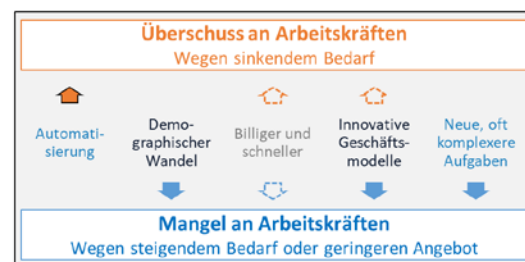 Überschuss an Arbeitskräften
Wegen sinkendem Bedarf
Automati-
sierung
Demo-
graphischer
Wandel
Billiger und
schneller
Innovative
Geschäfts-
modelle
Neue, oft
komplexere
Aufgaben
Mangel an Arbeitskräften
Wegen steigendem Bedarf oder geringeren Angebot